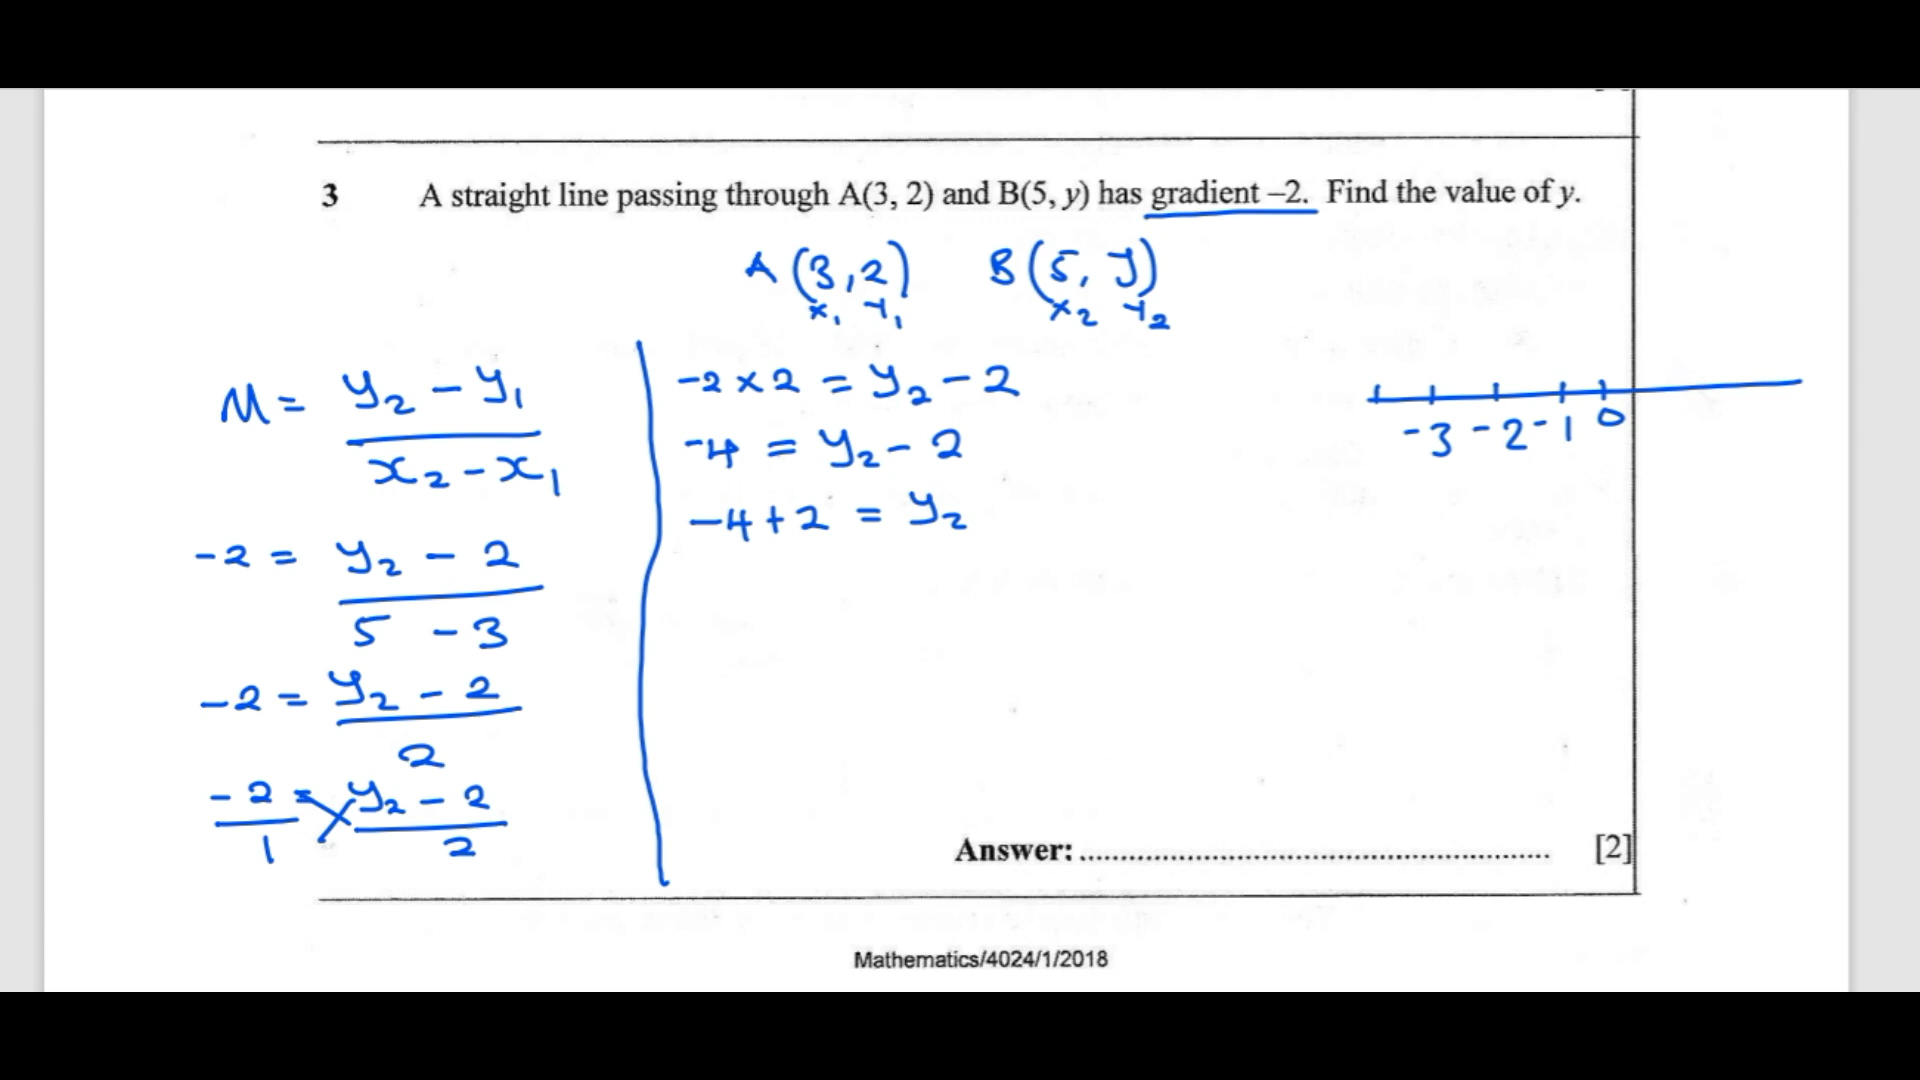 3 A straight line passing through A(3, 2) and B(5, y) has gradient –2. Find the value of y.
A (3, 2) B (5, y)
x₁ y₁ x₂ y₂
M = y₂ - y₁
x₂ - x₁
-2 = y₂ - 2
5 - 3
-2 = y₂ - 2
2
-2 = y₂ - 2
1 2
-2 × 2 = y₂ - 2
-4 = y₂ - 2
-4 + 2 = y₂
-3 -2 -1 0
Answer: .......................................................... [2]
Mathematics/4024/1/2018